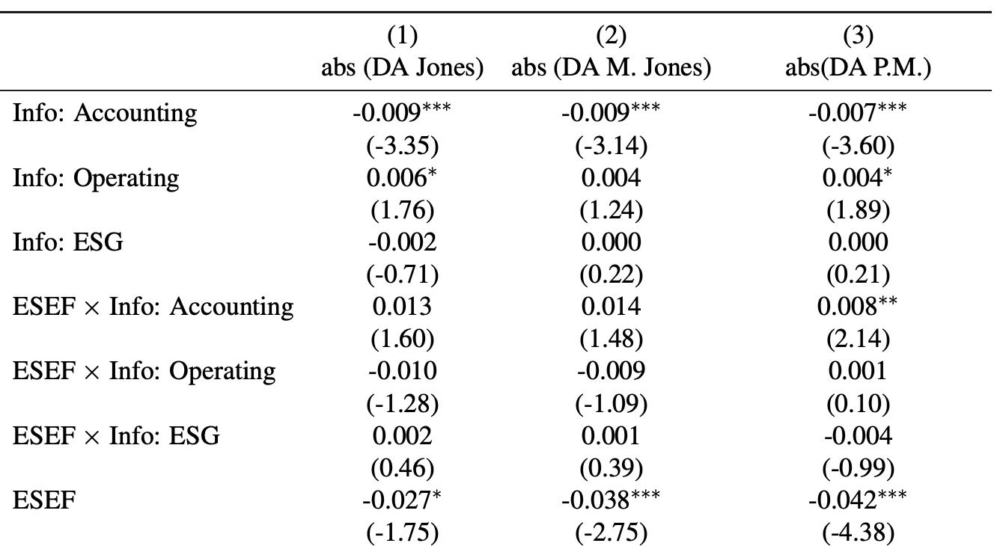 (1) (2) (3)
abs (DA Jones) abs (DA M. Jones) abs(DA P.M.)
Info: Accounting -0.009*** -0.009*** -0.007***
(-3.35) (-3.14) (-3.60)
Info: Operating 0.006* 0.004 0.004*
(1.76) (1.24) (1.89)
Info: ESG -0.002 0.000 0.000
(-0.71) (0.22) (0.21)
ESEF × Info: Accounting 0.013 0.014 0.008**
(1.60) (1.48) (2.14)
ESEF × Info: Operating -0.010 -0.009 0.001
(-1.28) (-1.09) (0.10)
ESEF × Info: ESG 0.002 0.001 -0.004
(0.46) (0.39) (-0.99)
ESEF -0.027* -0.038*** -0.042***
(-1.75) (-2.75) (-4.38)